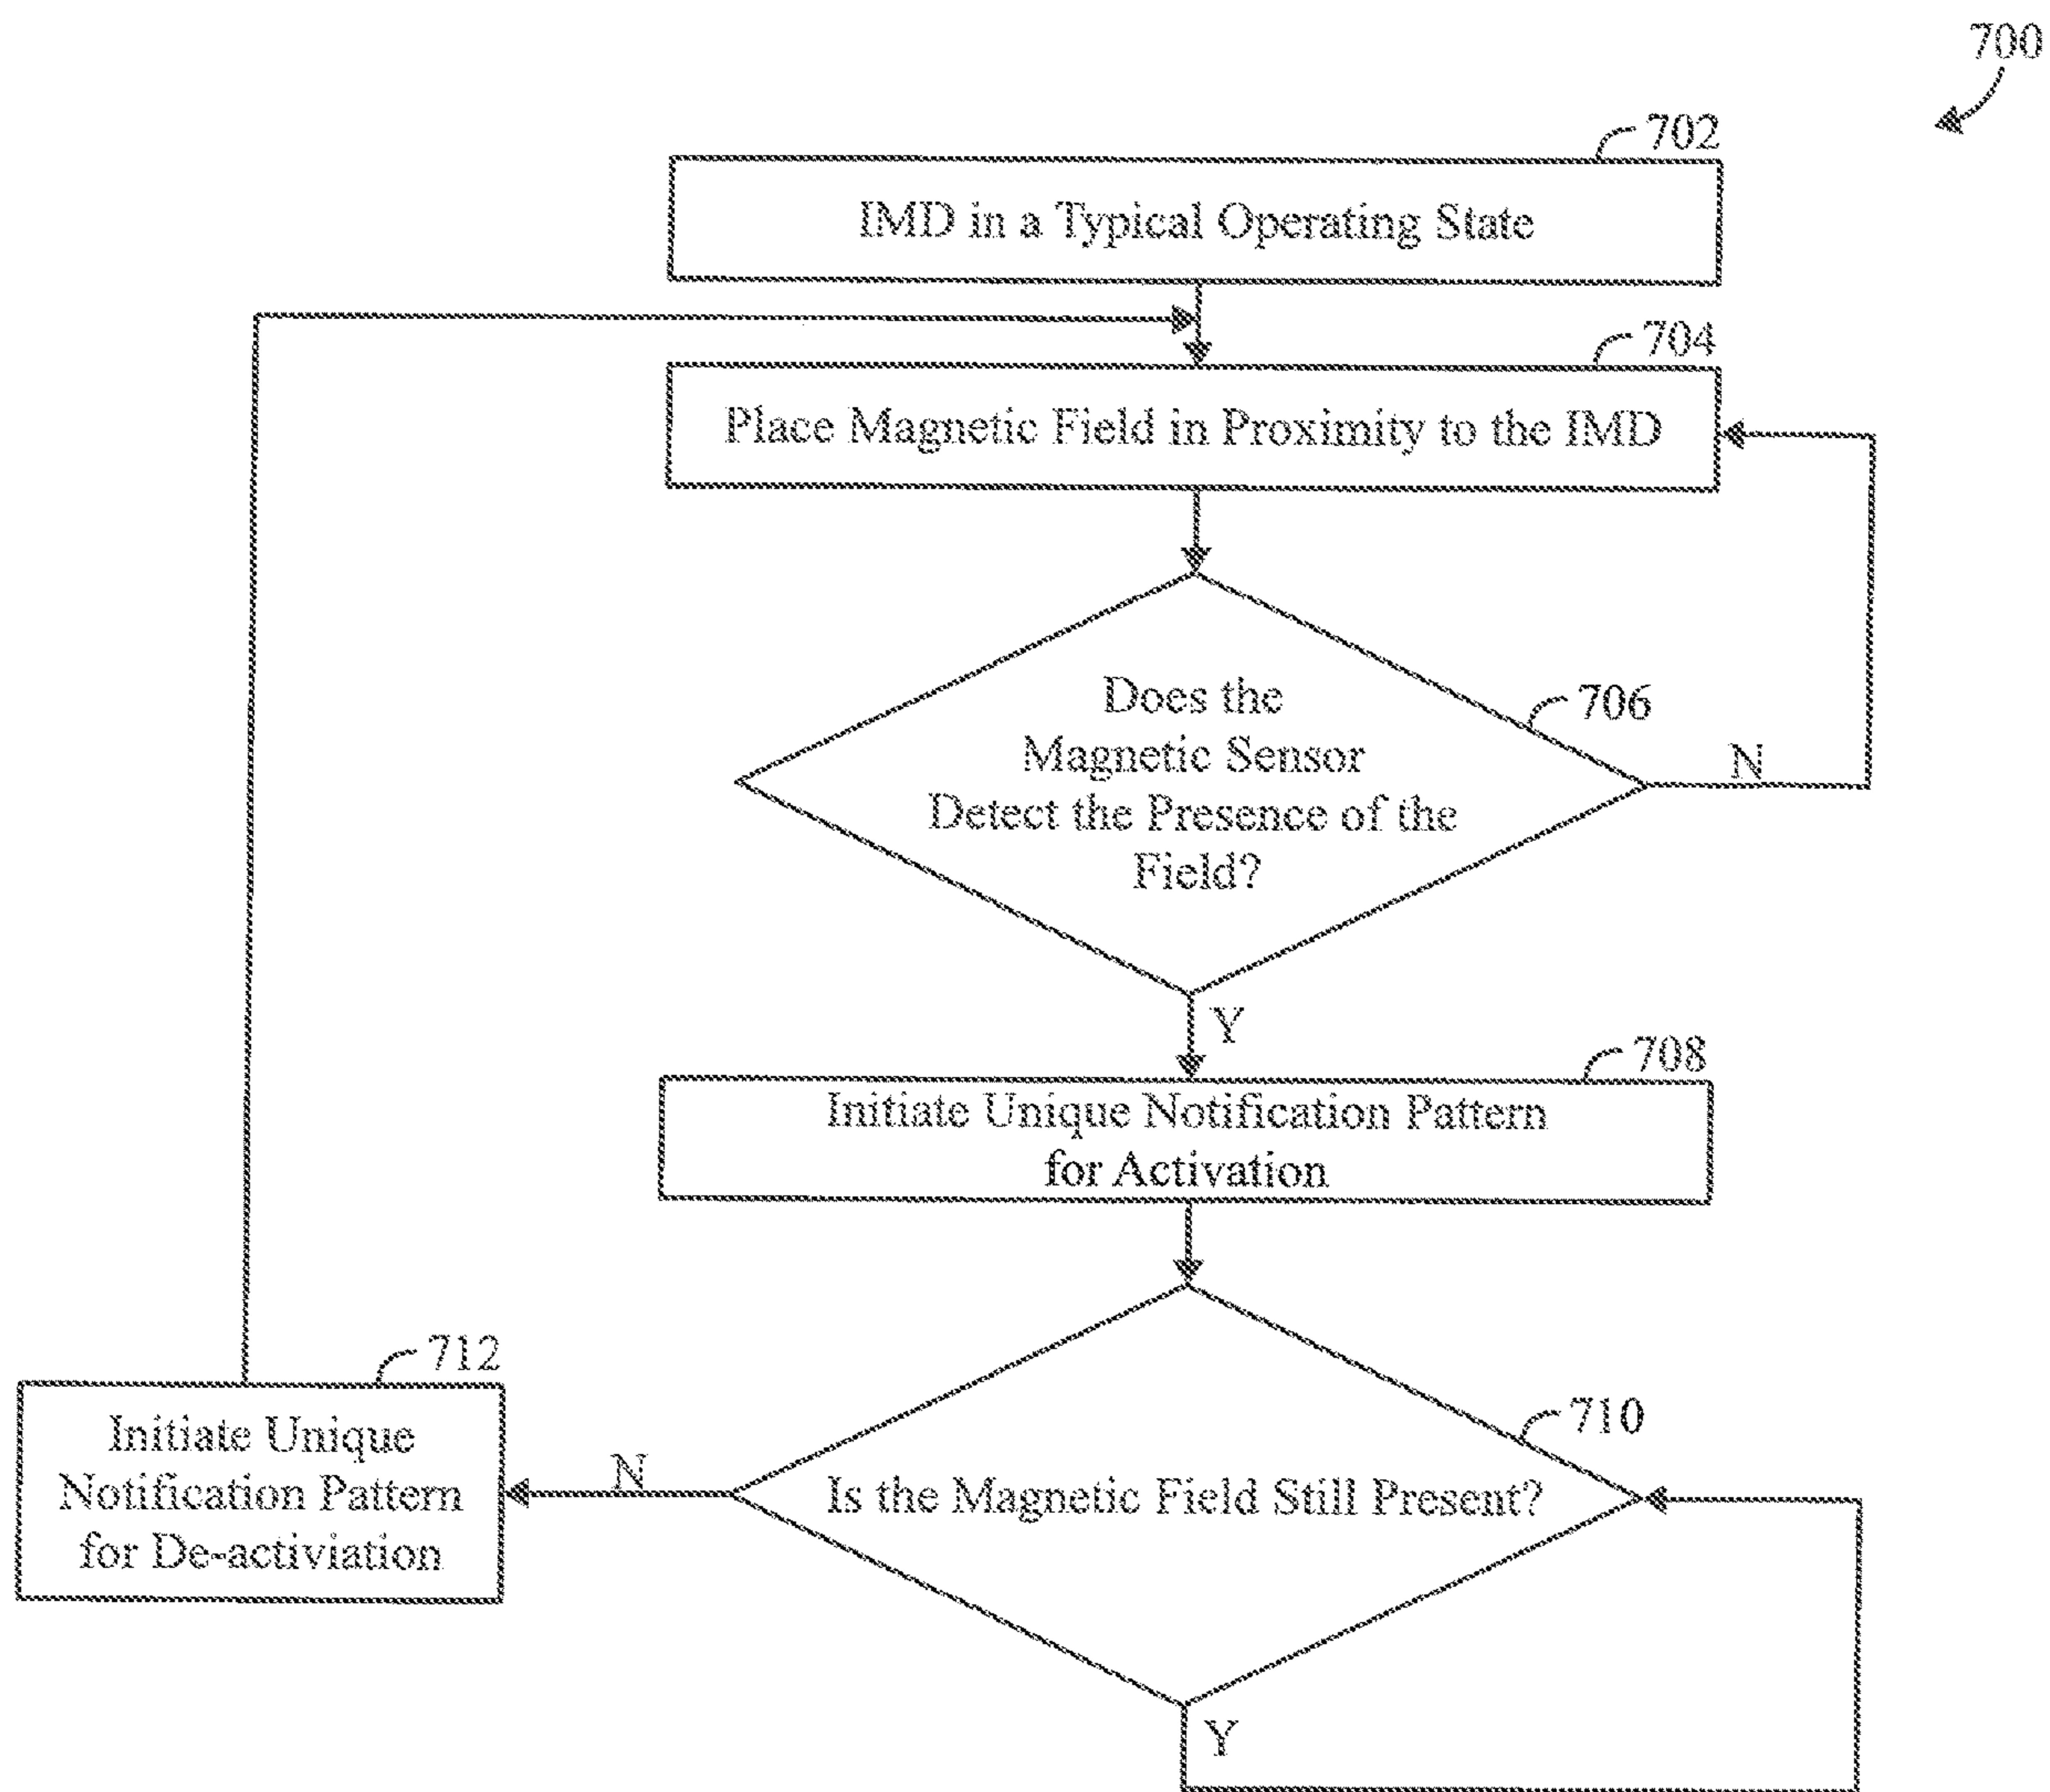 700
702
IMD in a Typical Operating State
704
Place Magnetic Field in Proximity to the IMD
Does the
Magnetic Sensor
Detect the Presence of the
Field?
706
N
Y
708
Initiate Unique Notification Pattern
for Activation
712
Initiate Unique
Notification Pattern
for De-activiation
N
710
Is the Magnetic Field Still Present?
Y